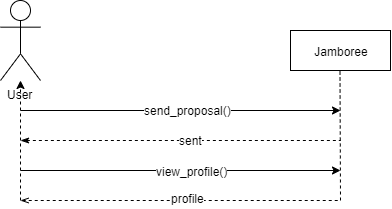 Jamboree
User
send_proposal()
sent
view_profile()
profile